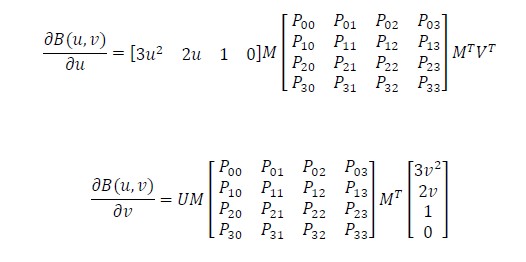 ∂B(u,v)/∂u = [3u² 2u 1 0]M [P₀₀ P₀₁ P₀₂ P₀₃
P₁₀ P₁₁ P₁₂ P₁₃
P₂₀ P₂₁ P₂₂ P₂₃
P₃₀ P₃₁ P₃₂ P₃₃] MᵀVᵀ
∂B(u,v)/∂v = UM [P₀₀ P₀₁ P₀₂ P₀₃
P₁₀ P₁₁ P₁₂ P₁₃
P₂₀ P₂₁ P₂₂ P₂₃
P₃₀ P₃₁ P₃₂ P₃₃] Mᵀ [3v²
2v
1
0]